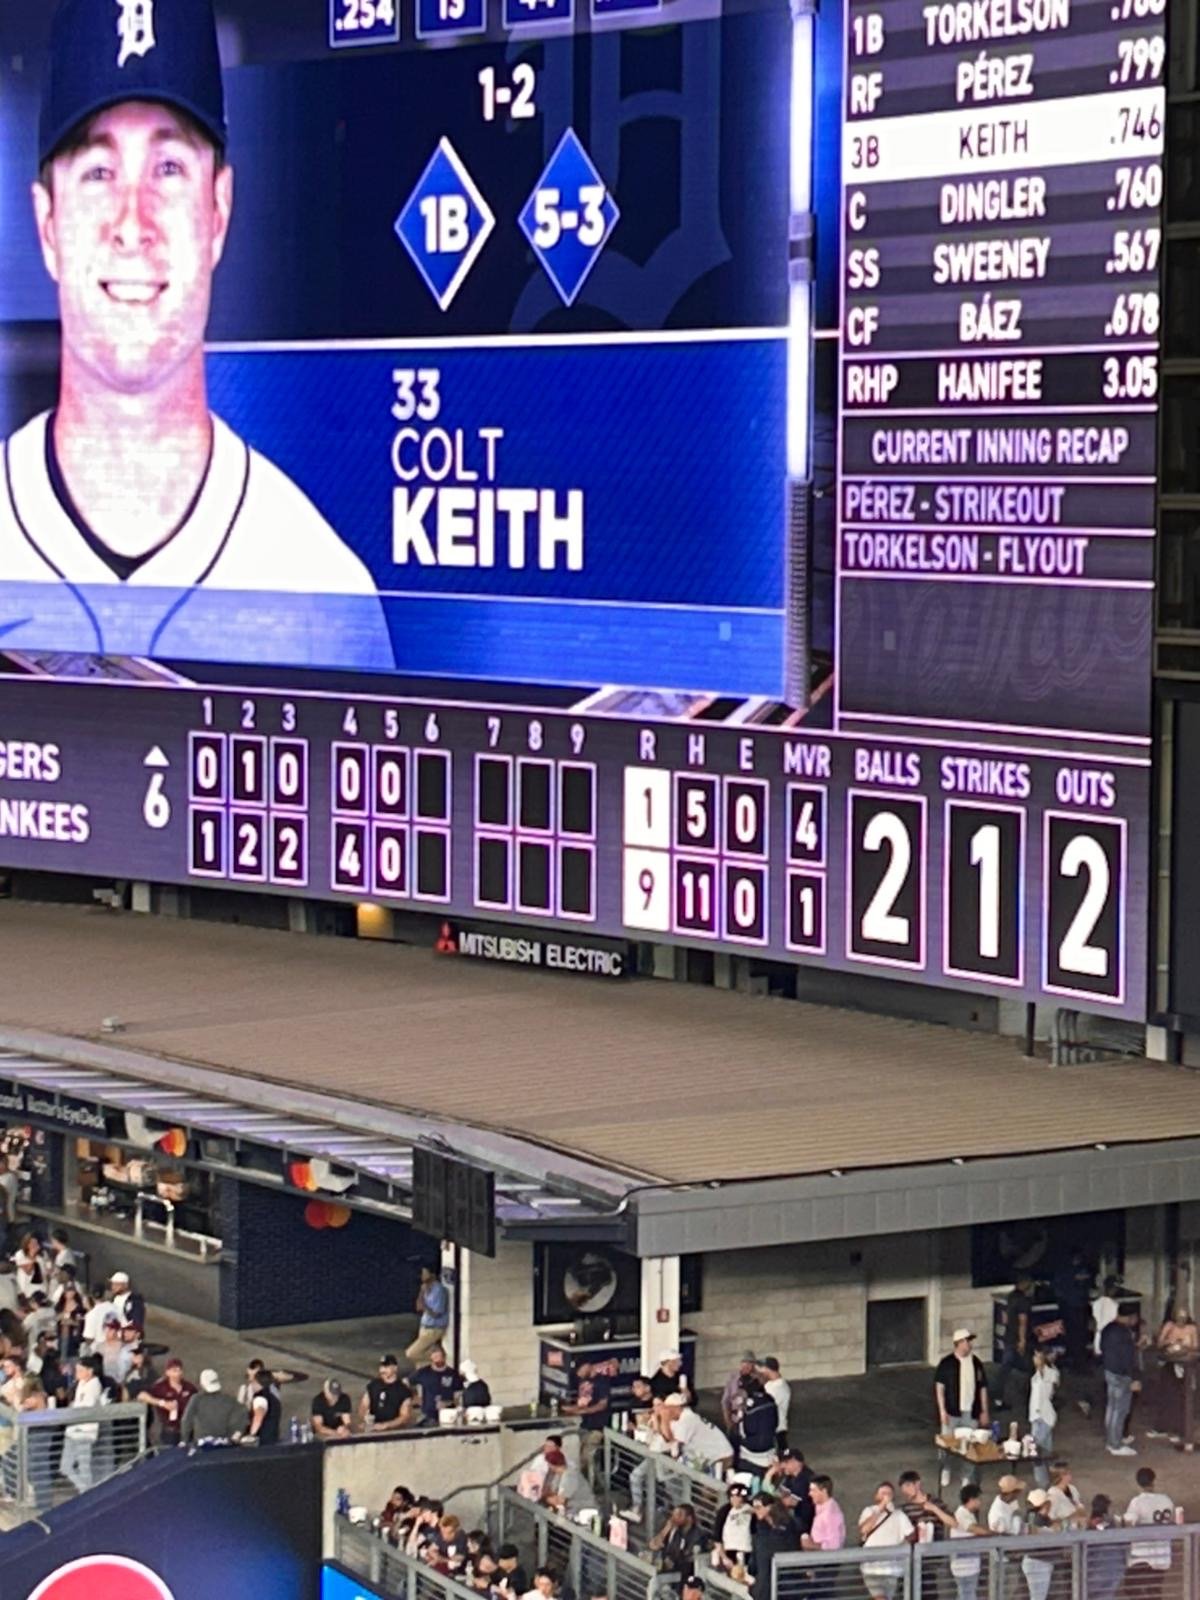 .254 13
1-2
1B 5-3
33
COLT
KEITH
1B TORKELSON
RF PÉREZ .799
3B KEITH .746
C DINGLER .760
SS SWEENEY .567
CF BÁEZ .678
RHP HANIFEE 3.05
CURRENT INNING RECAP
PÉREZ - STRIKEOUT
TORKELSON - FLYOUT
1 2 3 4 5 6 7 8 9 R H E MVR BALLS STRIKES OUTS
GERS 6 0 1 0 0 0 1 5 0 4 2 1 2
NKEES 1 2 2 4 0 9 11 0 1
MITSUBISHI ELECTRIC